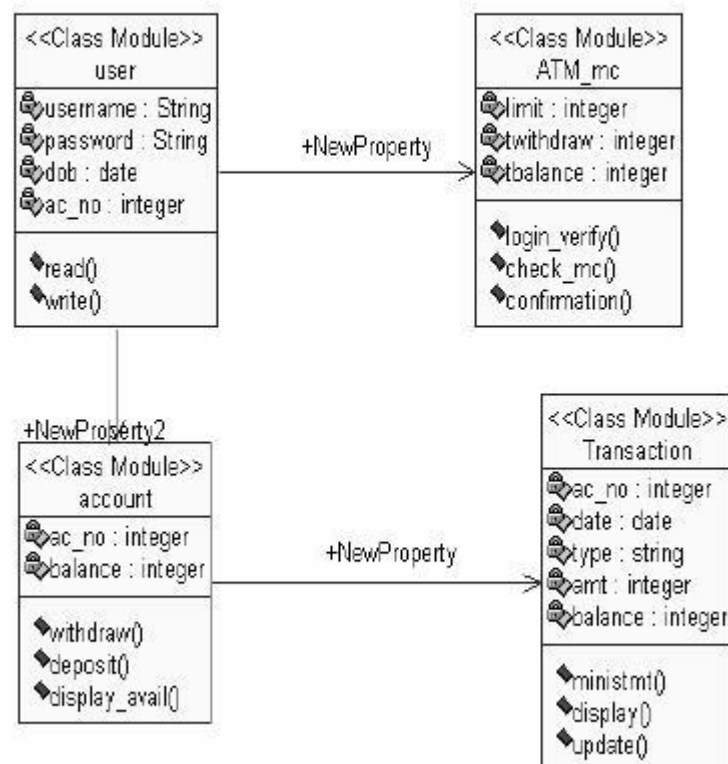 <<Class Module>>
user
username : String
password : String
dob : date
ac_no : integer
read()
write()
+NewProperty
<<Class Module>>
ATM_mc
limit : integer
twithdraw : integer
tbalance : integer
login_verify()
check_mc()
confirmation()
+NewProperty2
<<Class Module>>
account
ac_no : integer
balance : integer
withdraw()
deposit()
display_avail()
+NewProperty
<<Class Module>>
Transaction
ac_no : integer
date : date
type : string
amt : integer
balance : integer
ministmt()
display()
update()